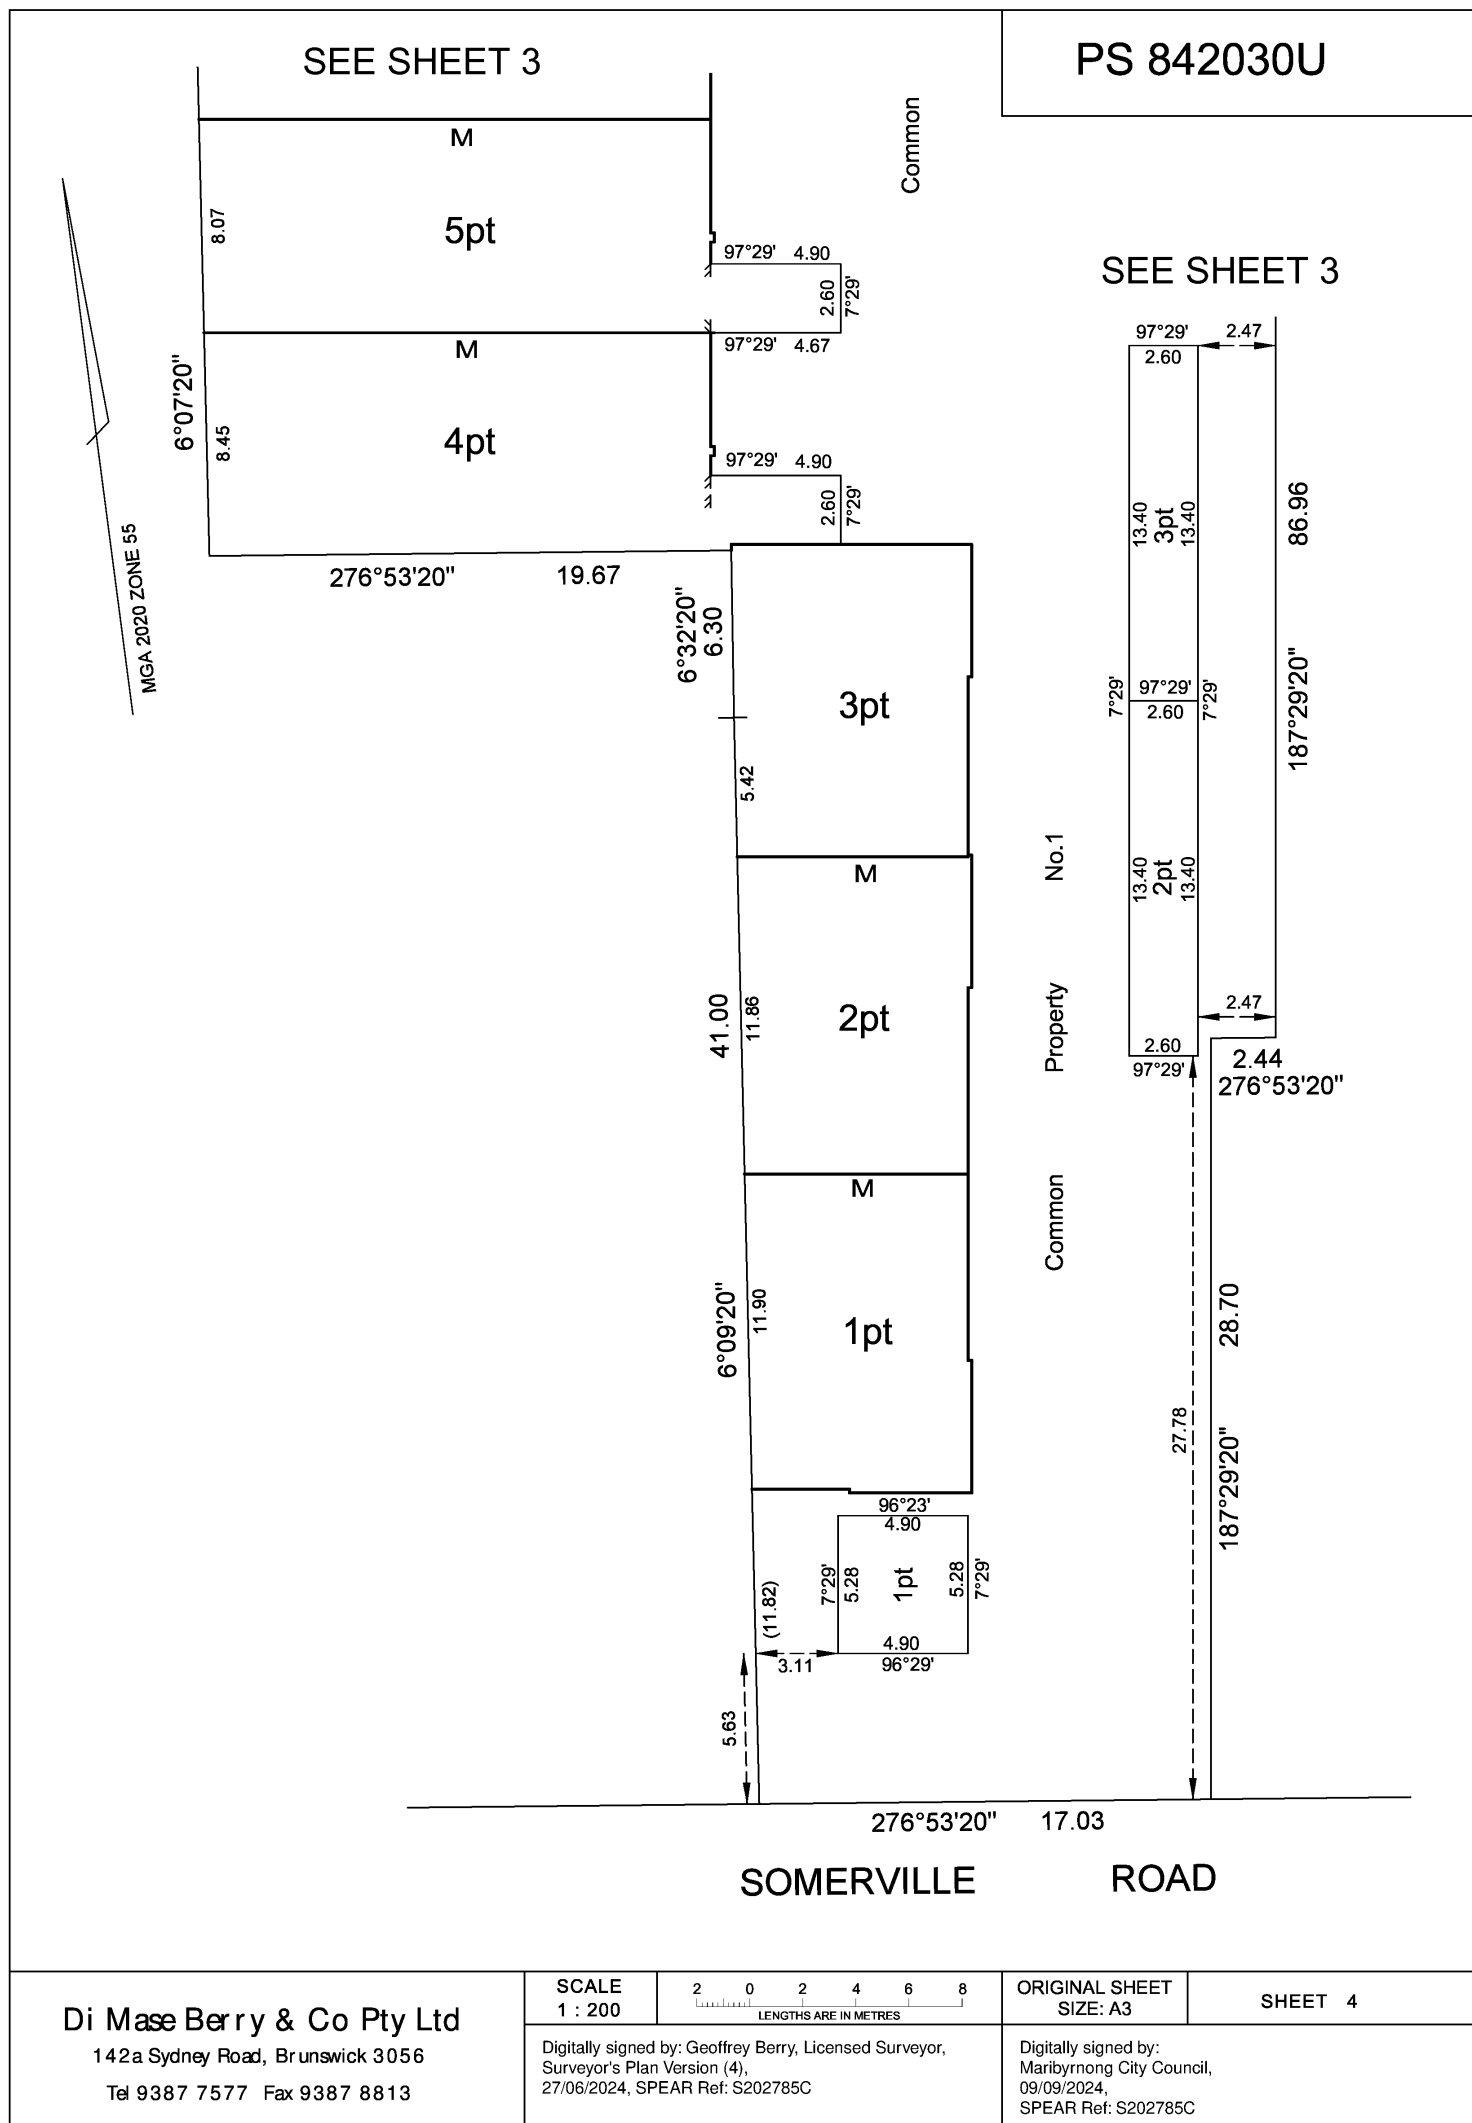 SEE SHEET 3
PS 842030U
Common
M
5pt
8.07
97°29' 4.90
2.60
7°29'
SEE SHEET 3
97°29' 4.67
M
97°29'
2.47
2.60
6°07'20"
8.45
4pt
97°29' 4.90
2.60
7°29'
MGA 2020 ZONE 55
13.40
3pt
13.40
86.96
276°53'20" 19.67
6°32'20"
6.30
3pt
7°29'
97°29'
2.60
7°29'
187°29'20"
5.42
M
No.1
13.40
2pt
13.40
41.00
11.86
2pt
Property
2.47
2.60
97°29'
2.44
276°53'20"
M
Common
6°09'20"
11.90
1pt
28.70
27.78
187°29'20"
96°23'
4.90
7°29'
5.28
1pt
5.28
7°29'
(11.82)
4.90
96°29'
3.11
5.63
276°53'20" 17.03
SOMERVILLE ROAD
Di Mase Berry & Co Pty Ltd
142a Sydney Road, Brunswick 3056
Tel 9387 7577 Fax 9387 8813
SCALE
1 : 200
2 0 2 4 6 8
LENGTHS ARE IN METRES
ORIGINAL SHEET
SIZE: A3
SHEET 4
Digitally signed by: Geoffrey Berry, Licensed Surveyor,
Surveyor's Plan Version (4),
27/06/2024, SPEAR Ref: S202785C
Digitally signed by:
Maribyrnong City Council,
09/09/2024,
SPEAR Ref: S202785C